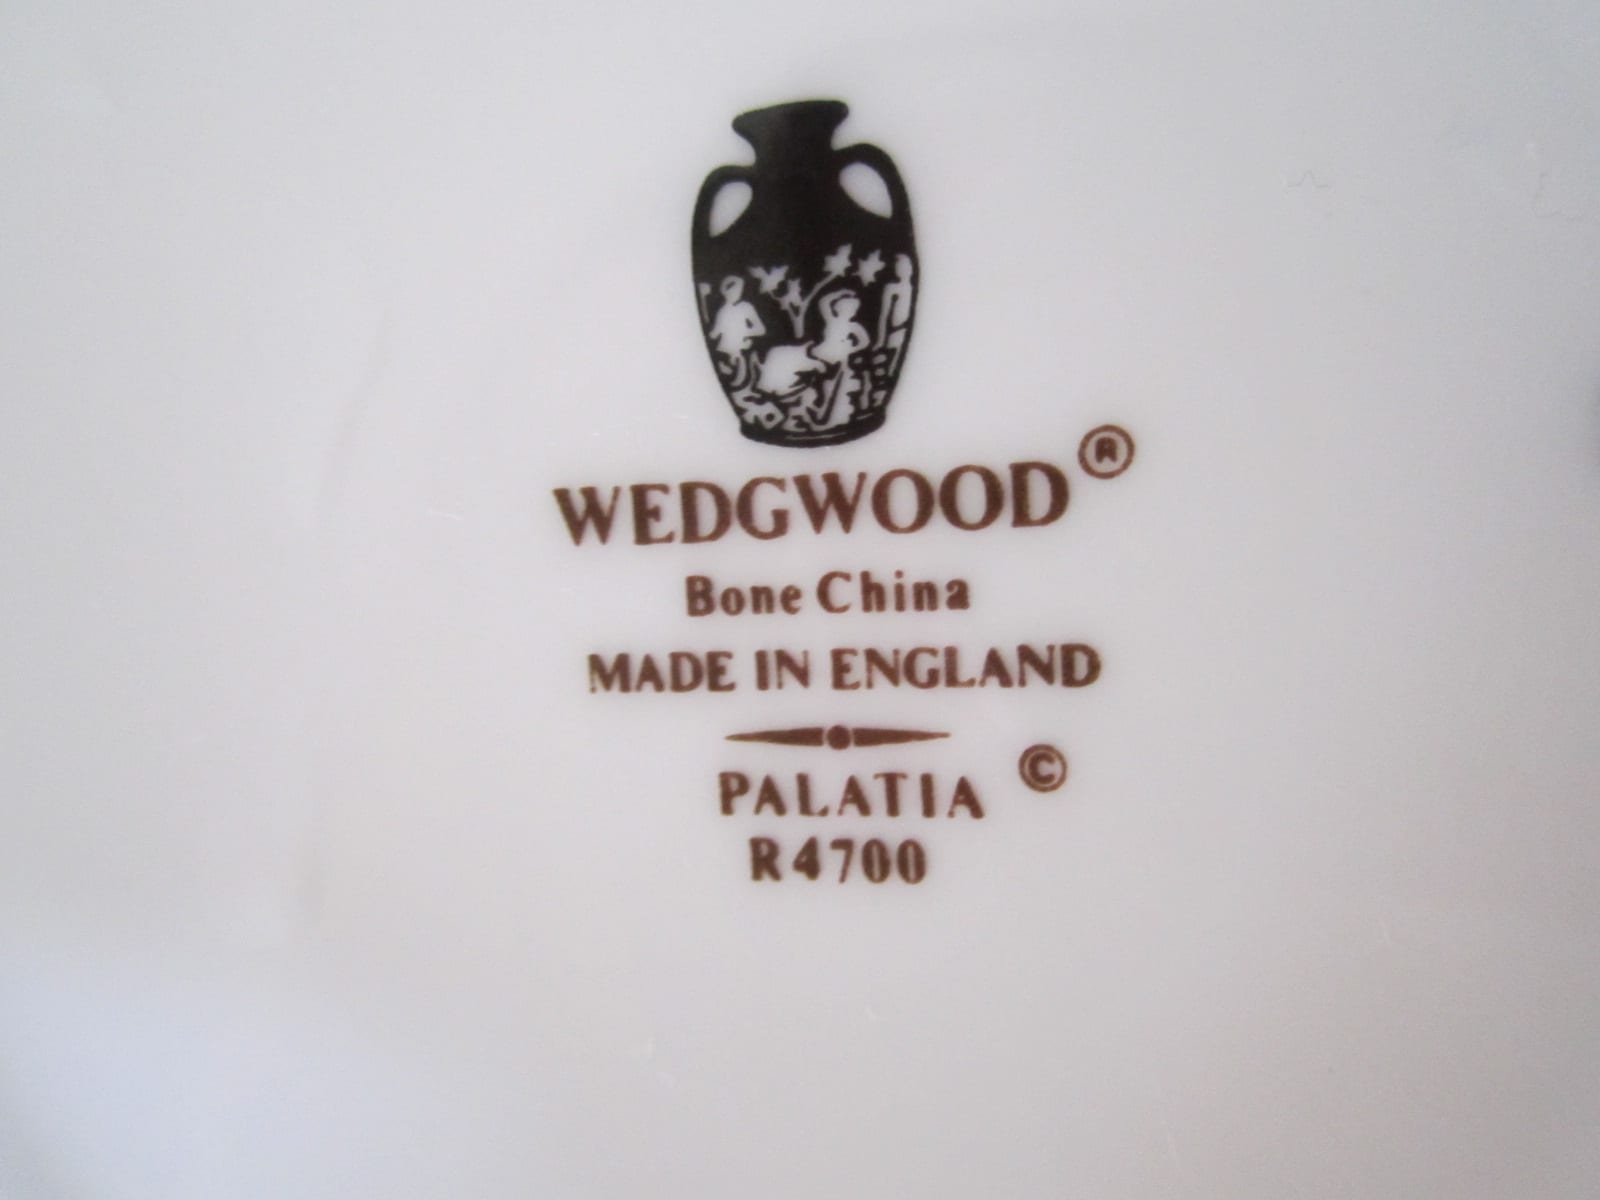 WEDGWOOD®
Bone China
MADE IN ENGLAND
PALATIA ©
R4700